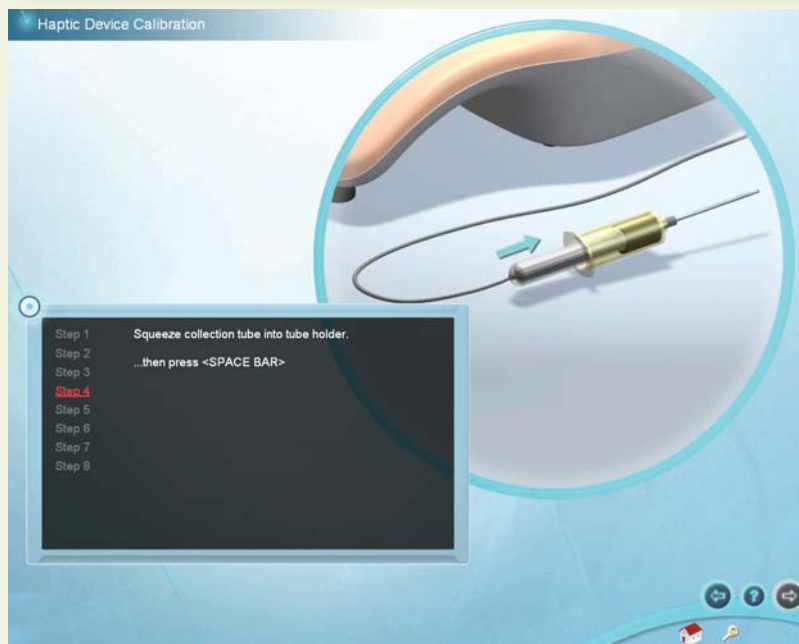 Haptic Device Calibration
Step 1
Step 2
Step 3
Step 4
Step 5
Step 6
Step 7
Step 8
Squeeze collection tube into tube holder.
...then press <SPACE BAR>
?